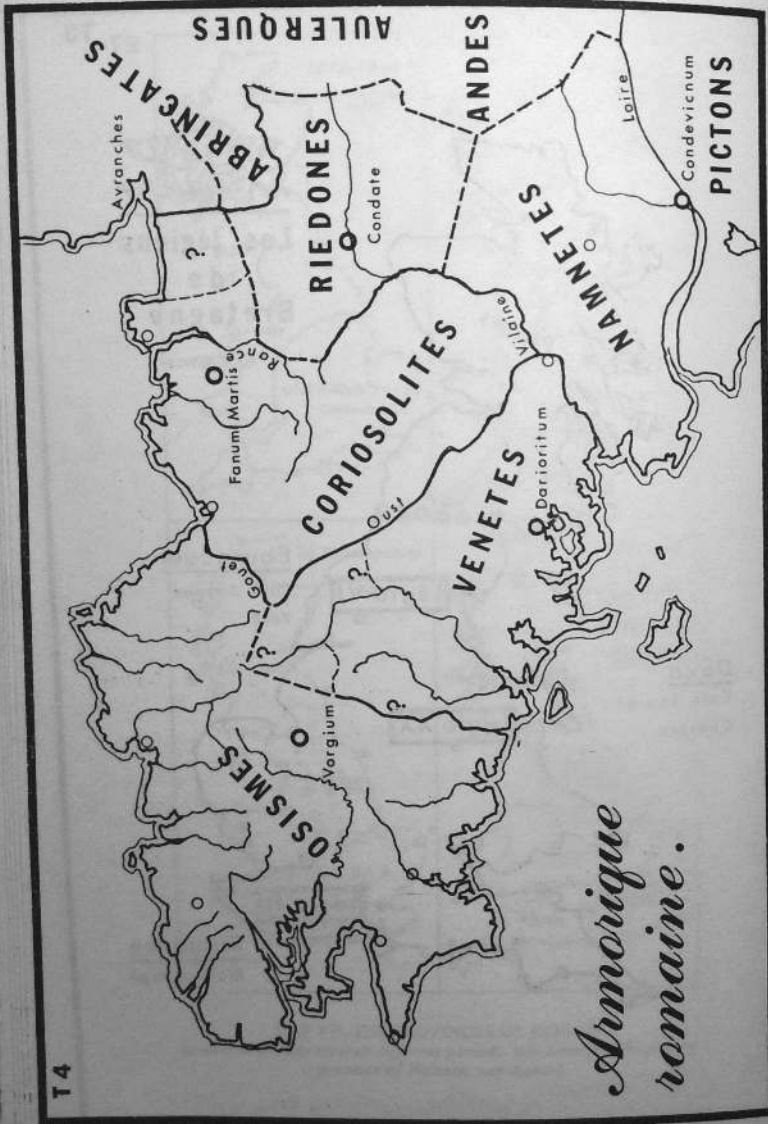 T4
ABRINCATES
AULERQUES
Avranches
?
RIEDONES
ANDES
Condate
Rance
Fanum Martis
CORIOSOLITES
Vilaine
NAMNETES
Loire
Condevicnum
PICTONS
Gouet
Oust
?
?
VENETES
Darioritum
?
OSISMES
Vorgium
Armorique
romaine.